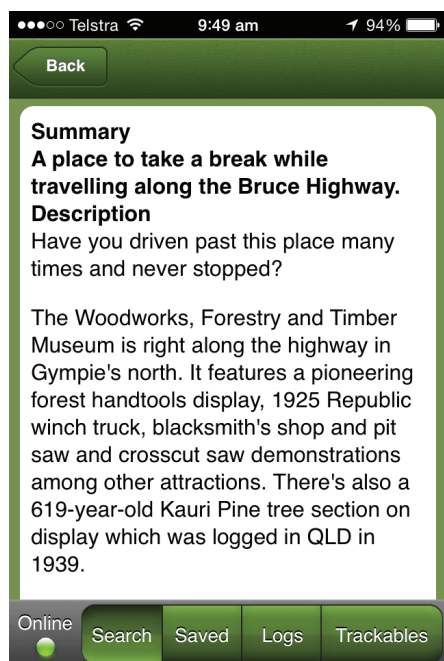 Telstra 9:49 am 94%
Back
Summary
A place to take a break while
travelling along the Bruce Highway.
Description
Have you driven past this place many
times and never stopped?
The Woodworks, Forestry and Timber
Museum is right along the highway in
Gympie's north. It features a pioneering
forest handtools display, 1925 Republic
winch truck, blacksmith's shop and pit
saw and crosscut saw demonstrations
among other attractions. There's also a
619-year-old Kauri Pine tree section on
display which was logged in QLD in
1939.
Online Search Saved Logs Trackables